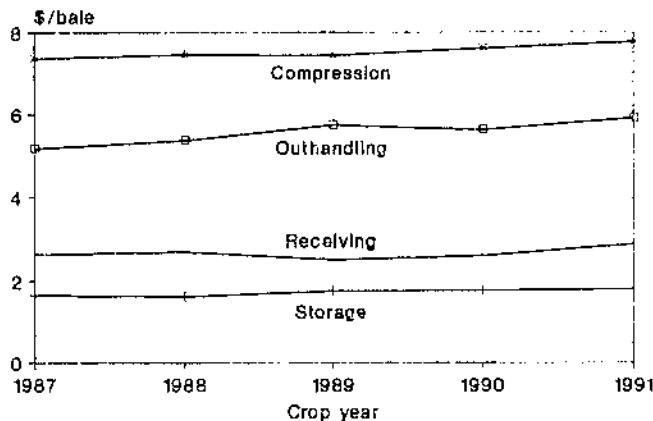 $/bale
8
Compression
6
Outhandling
4
Receiving
2
Storage
0
1987 1988 1989 1990 1991
Crop year